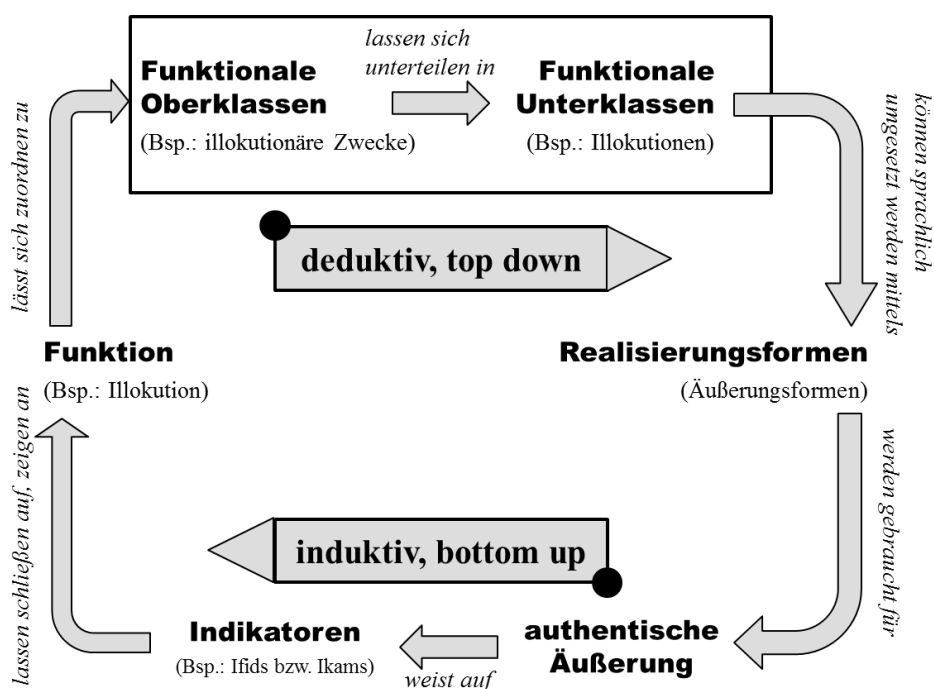 lassen sich
unterteilen in
Funktionale
Oberklassen
(Bsp.: illokutionäre Zwecke)
Funktionale
Unterklassen
(Bsp.: Illokutionen)
können sprachlich
umgesetzt werden mittels
lässt sich zuordnen zu
deduktiv, top down
Funktion
(Bsp.: Illokution)
Realisierungsformen
(Äußerungsformen)
lassen schließen auf, zeigen an
werden gebraucht für
induktiv, bottom up
Indikatoren
(Bsp.: Ifids bzw. Ikams)
weist auf
authentische
Äußerung